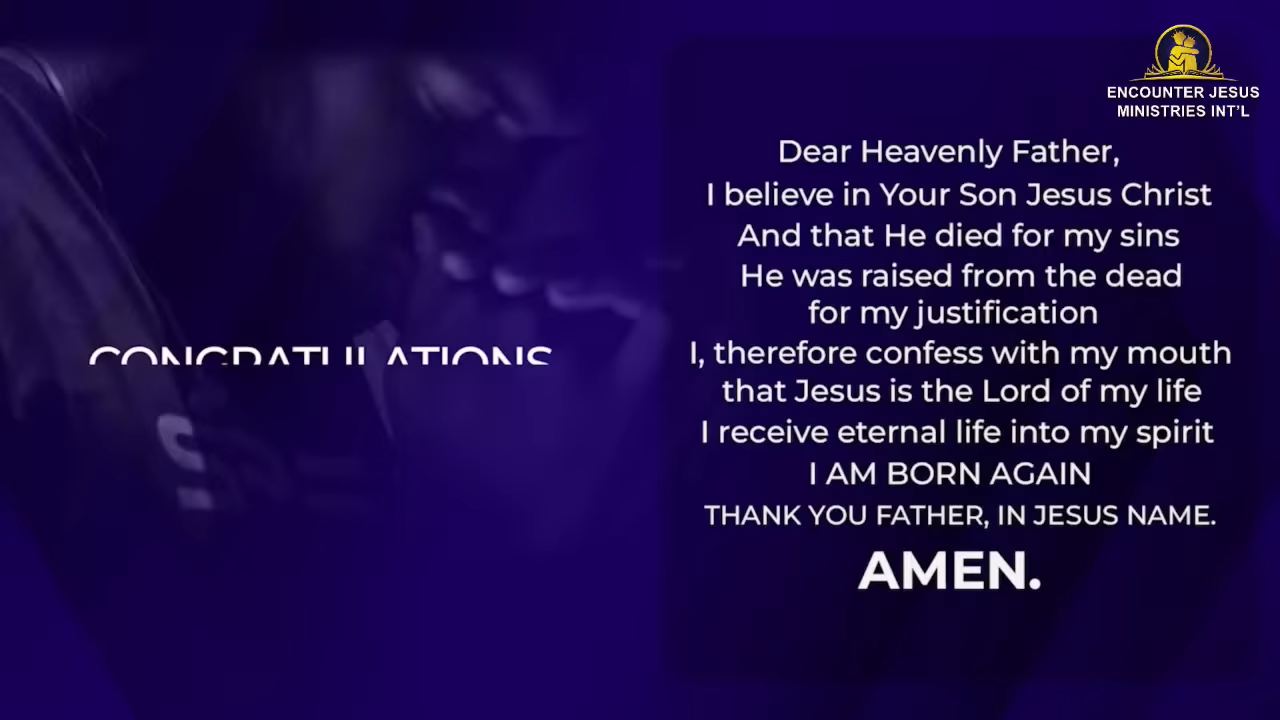 ENCOUNTER JESUS
MINISTRIES INT'L
Dear Heavenly Father,
I believe in Your Son Jesus Christ
And that He died for my sins
He was raised from the dead
for my justification
I, therefore confess with my mouth
that Jesus is the Lord of my life
I receive eternal life into my spirit
I AM BORN AGAIN
THANK YOU FATHER, IN JESUS NAME.
AMEN.
CONGRATULATIONS